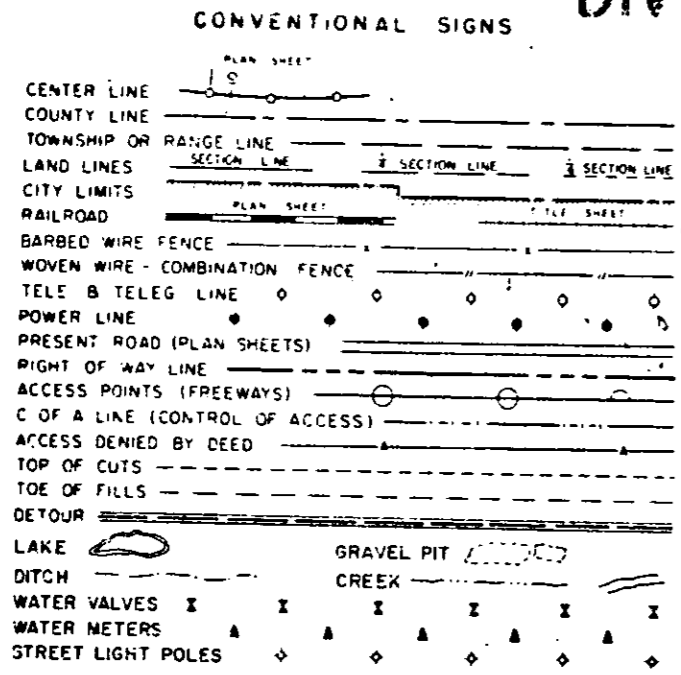 CONVENTIONAL SIGNS
PLAN SHEET
CENTER LINE
COUNTY LINE
TOWNSHIP OR RANGE LINE
LAND LINES SECTION LINE ¼ SECTION LINE SECTION LINE
CITY LIMITS
RAILROAD PLAN SHEET TITLE SHEET
BARBED WIRE FENCE
WOVEN WIRE - COMBINATION FENCE
TELE & TELEG LINE
POWER LINE
PRESENT ROAD (PLAN SHEETS)
RIGHT OF WAY LINE
ACCESS POINTS (FREEWAYS)
C OF A LINE (CONTROL OF ACCESS)
ACCESS DENIED BY DEED
TOP OF CUTS
TOE OF FILLS
DETOUR
LAKE GRAVEL PIT
DITCH CREEK
WATER VALVES
WATER METERS
STREET LIGHT POLES